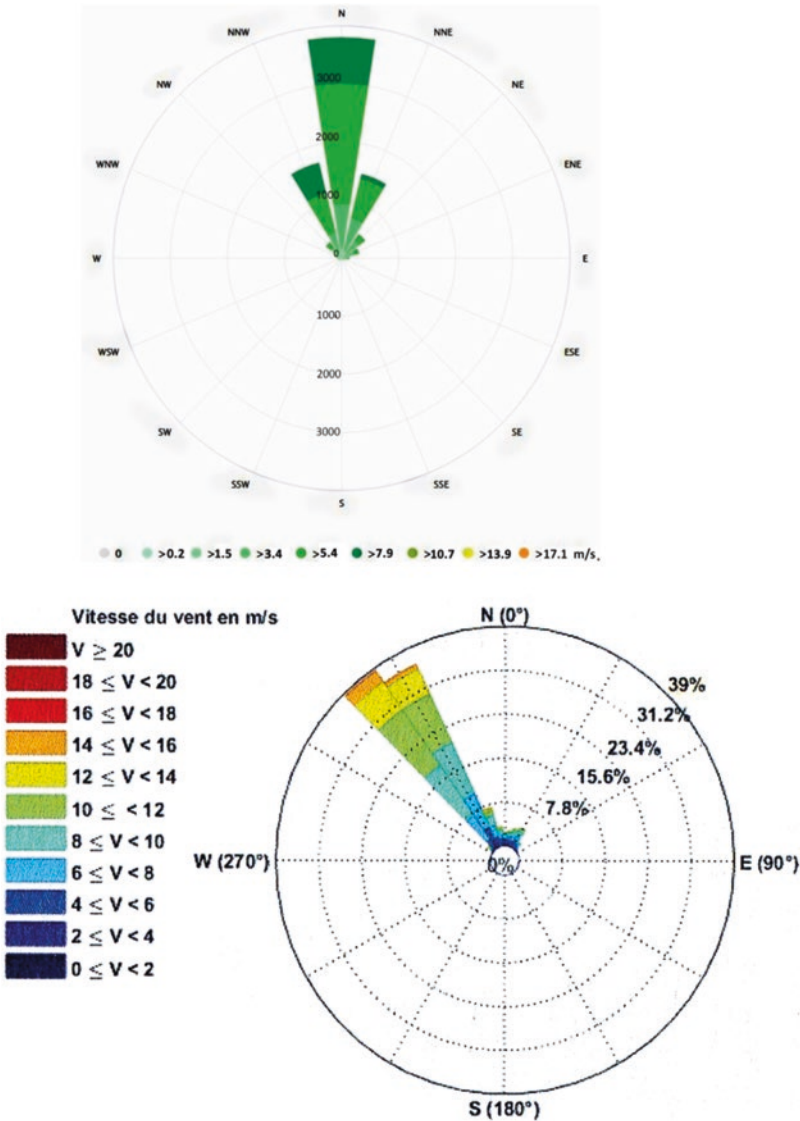 N
NNW NNE
NW NE
3000
2000
WNW ENE
1000
W 0 E
1000
WSW ESE
2000
3000
SW SE
SSW SSE
S
0 >0.2 >1.5 >3.4 >5.4 >7.9 >10.7 >13.9 >17.1 m/s.
Vitesse du vent en m/s
V ≥ 20
18 ≤ V < 20
16 ≤ V < 18
14 ≤ V < 16
12 ≤ V < 14
10 ≤ < 12
8 ≤ V < 10
6 ≤ V < 8
4 ≤ V < 6
2 ≤ V < 4
0 ≤ V < 2
N (0°)
39%
31.2%
23.4%
15.6%
7.8%
W (270°) 0% E (90°)
S (180°)